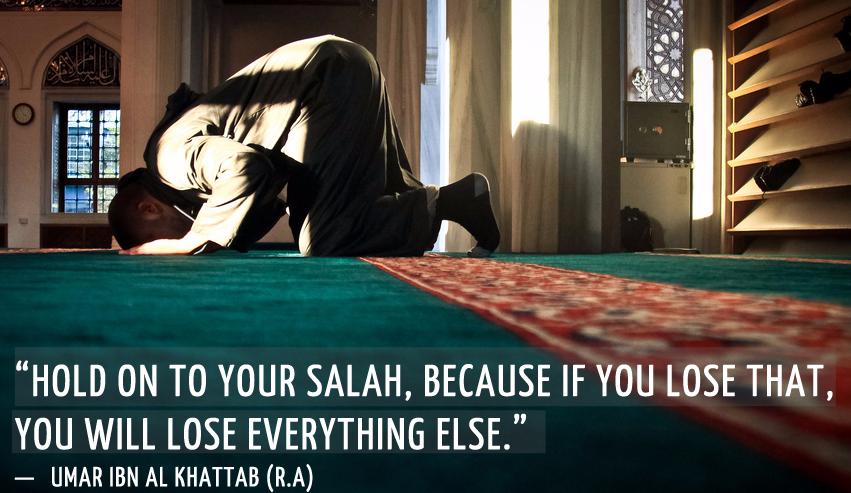 “HOLD ON TO YOUR SALAH, BECAUSE IF YOU LOSE THAT,
YOU WILL LOSE EVERYTHING ELSE.”
— UMAR IBN AL KHATTAB (R.A)